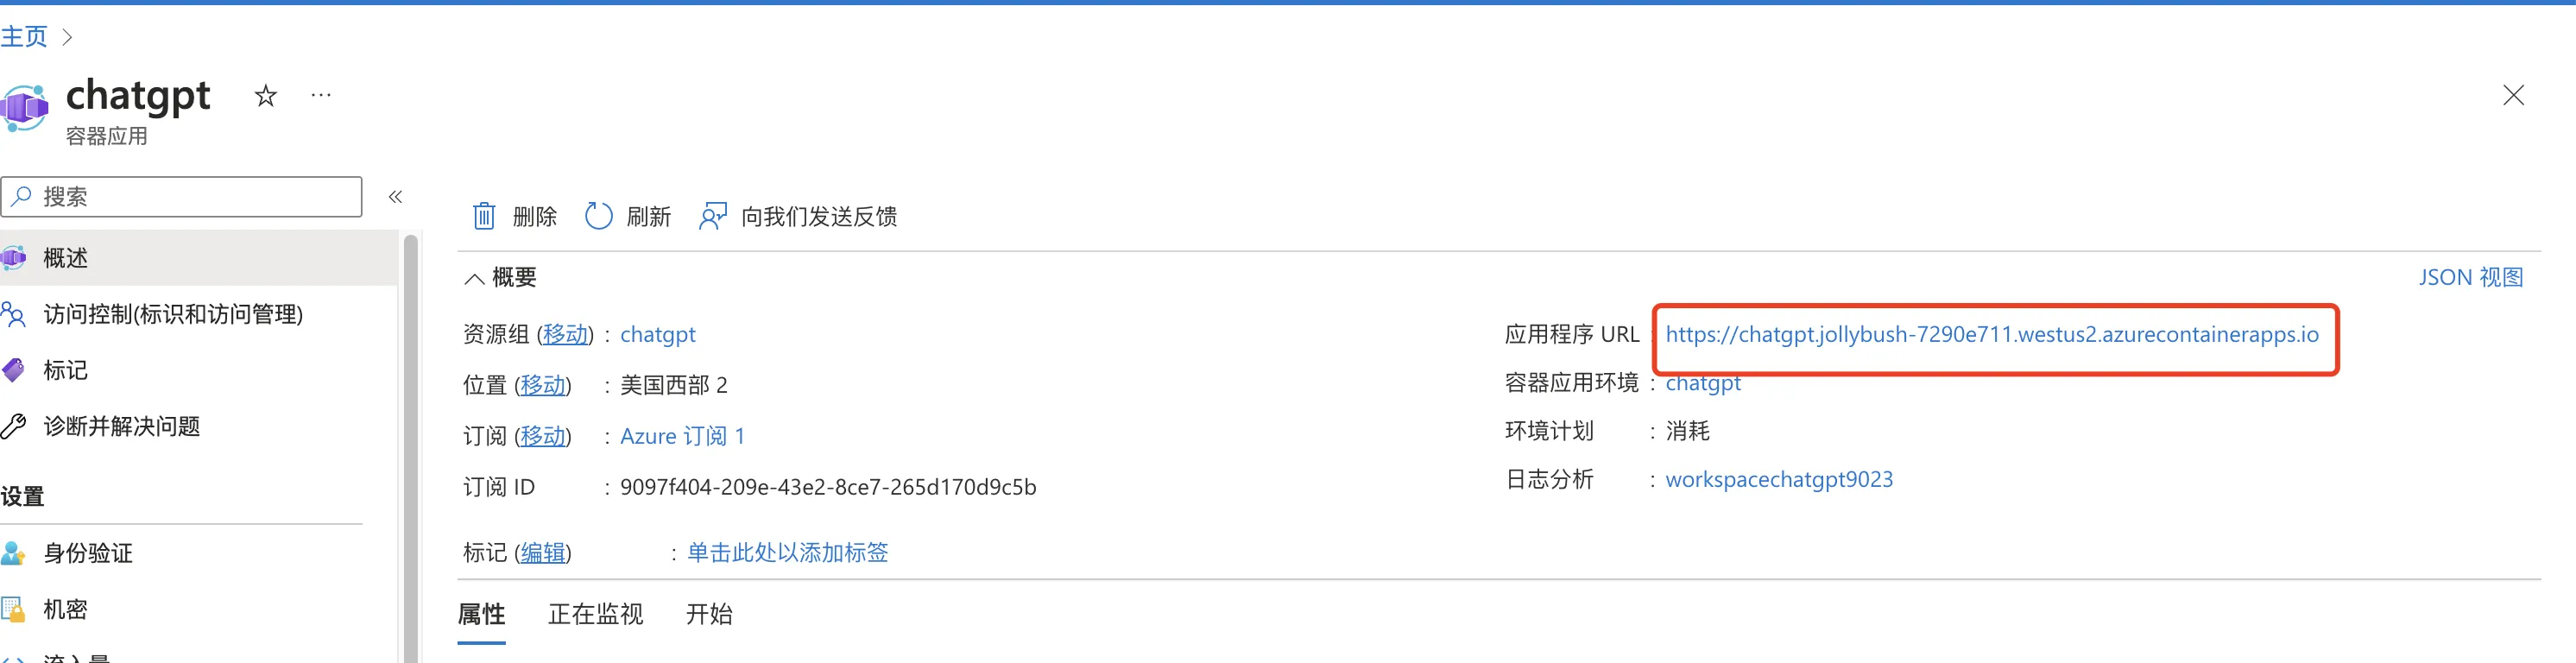 主页 >
chatgpt ☆ ···
容器应用
搜索 «
删除 刷新 向我们发送反馈
概述
访问控制(标识和访问管理)
标记
诊断并解决问题
设置
身份验证
机密
流入量
概要 JSON 视图
资源组 (移动) : chatgpt
位置 (移动) : 美国西部 2
订阅 (移动) : Azure 订阅 1
订阅 ID : 9097f404-209e-43e2-8ce7-265d170d9c5b
应用程序 URL : https://chatgpt.jollybush-7290e711.westus2.azurecontainerapps.io
容器应用环境 : chatgpt
环境计划 : 消耗
日志分析 : workspacechatgpt9023
标记 (编辑) : 单击此处以添加标签
属性 正在监视 开始